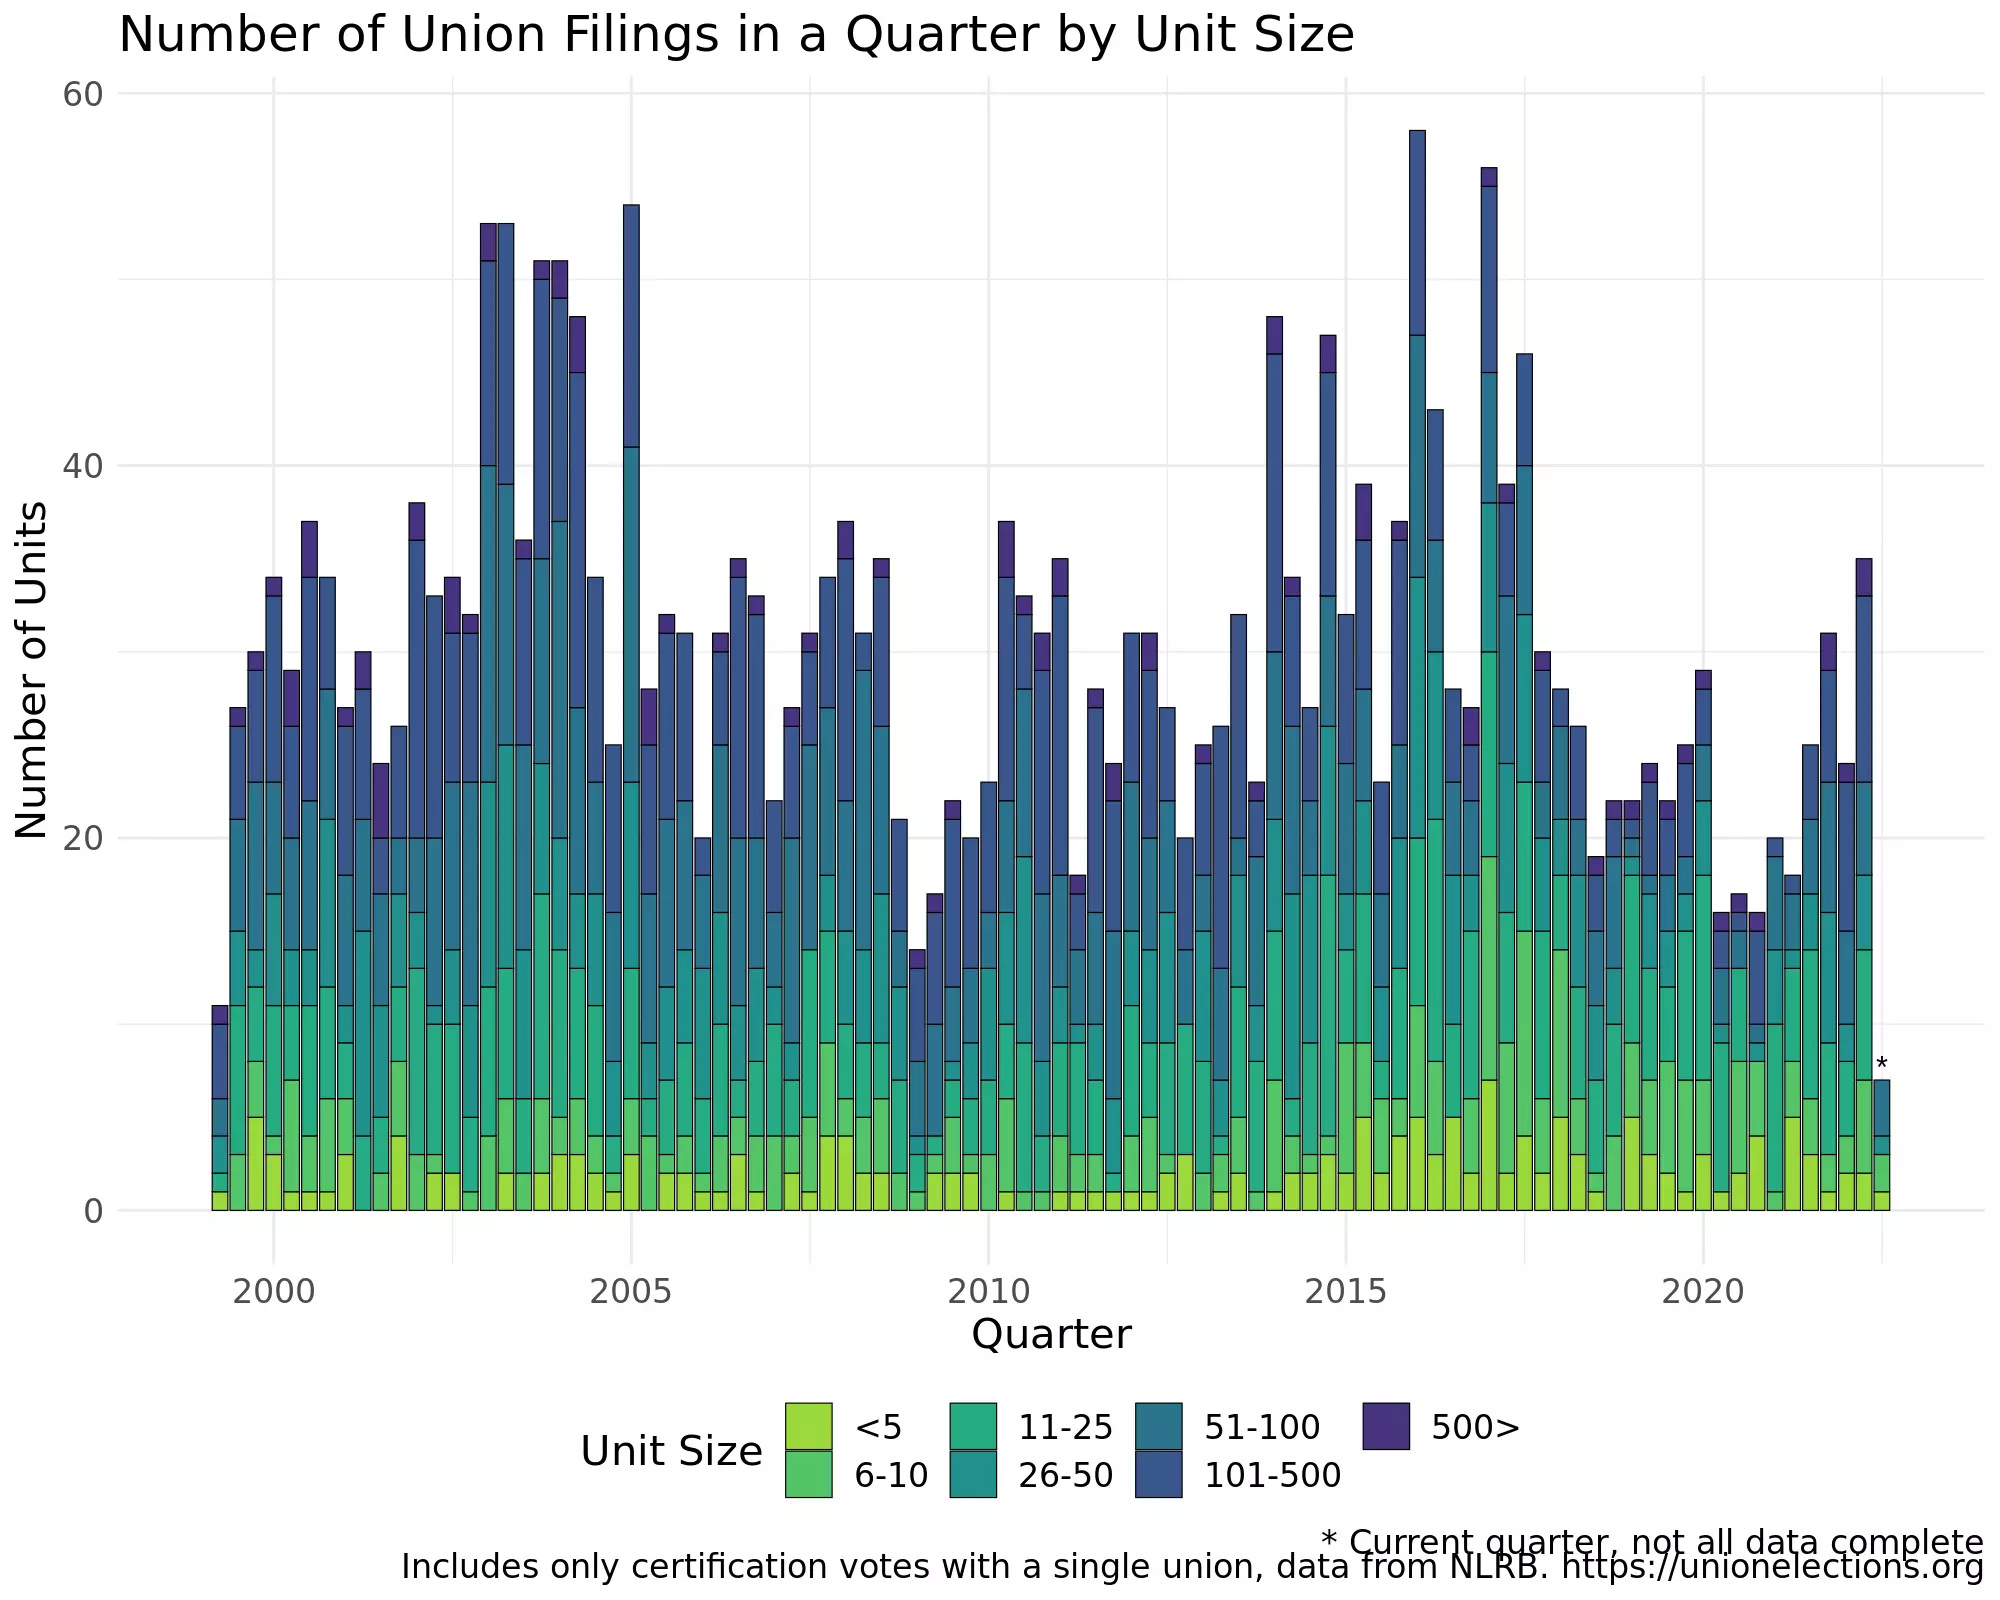 Number of Union Filings in a Quarter by Unit Size
60
40
20
0
Number of Units
*
2000 2005 2010 2015 2020
Quarter
Unit Size
<5 11-25 51-100 500>
6-10 26-50 101-500
* Current quarter, not all data complete
Includes only certification votes with a single union, data from NLRB. https://unionelections.org